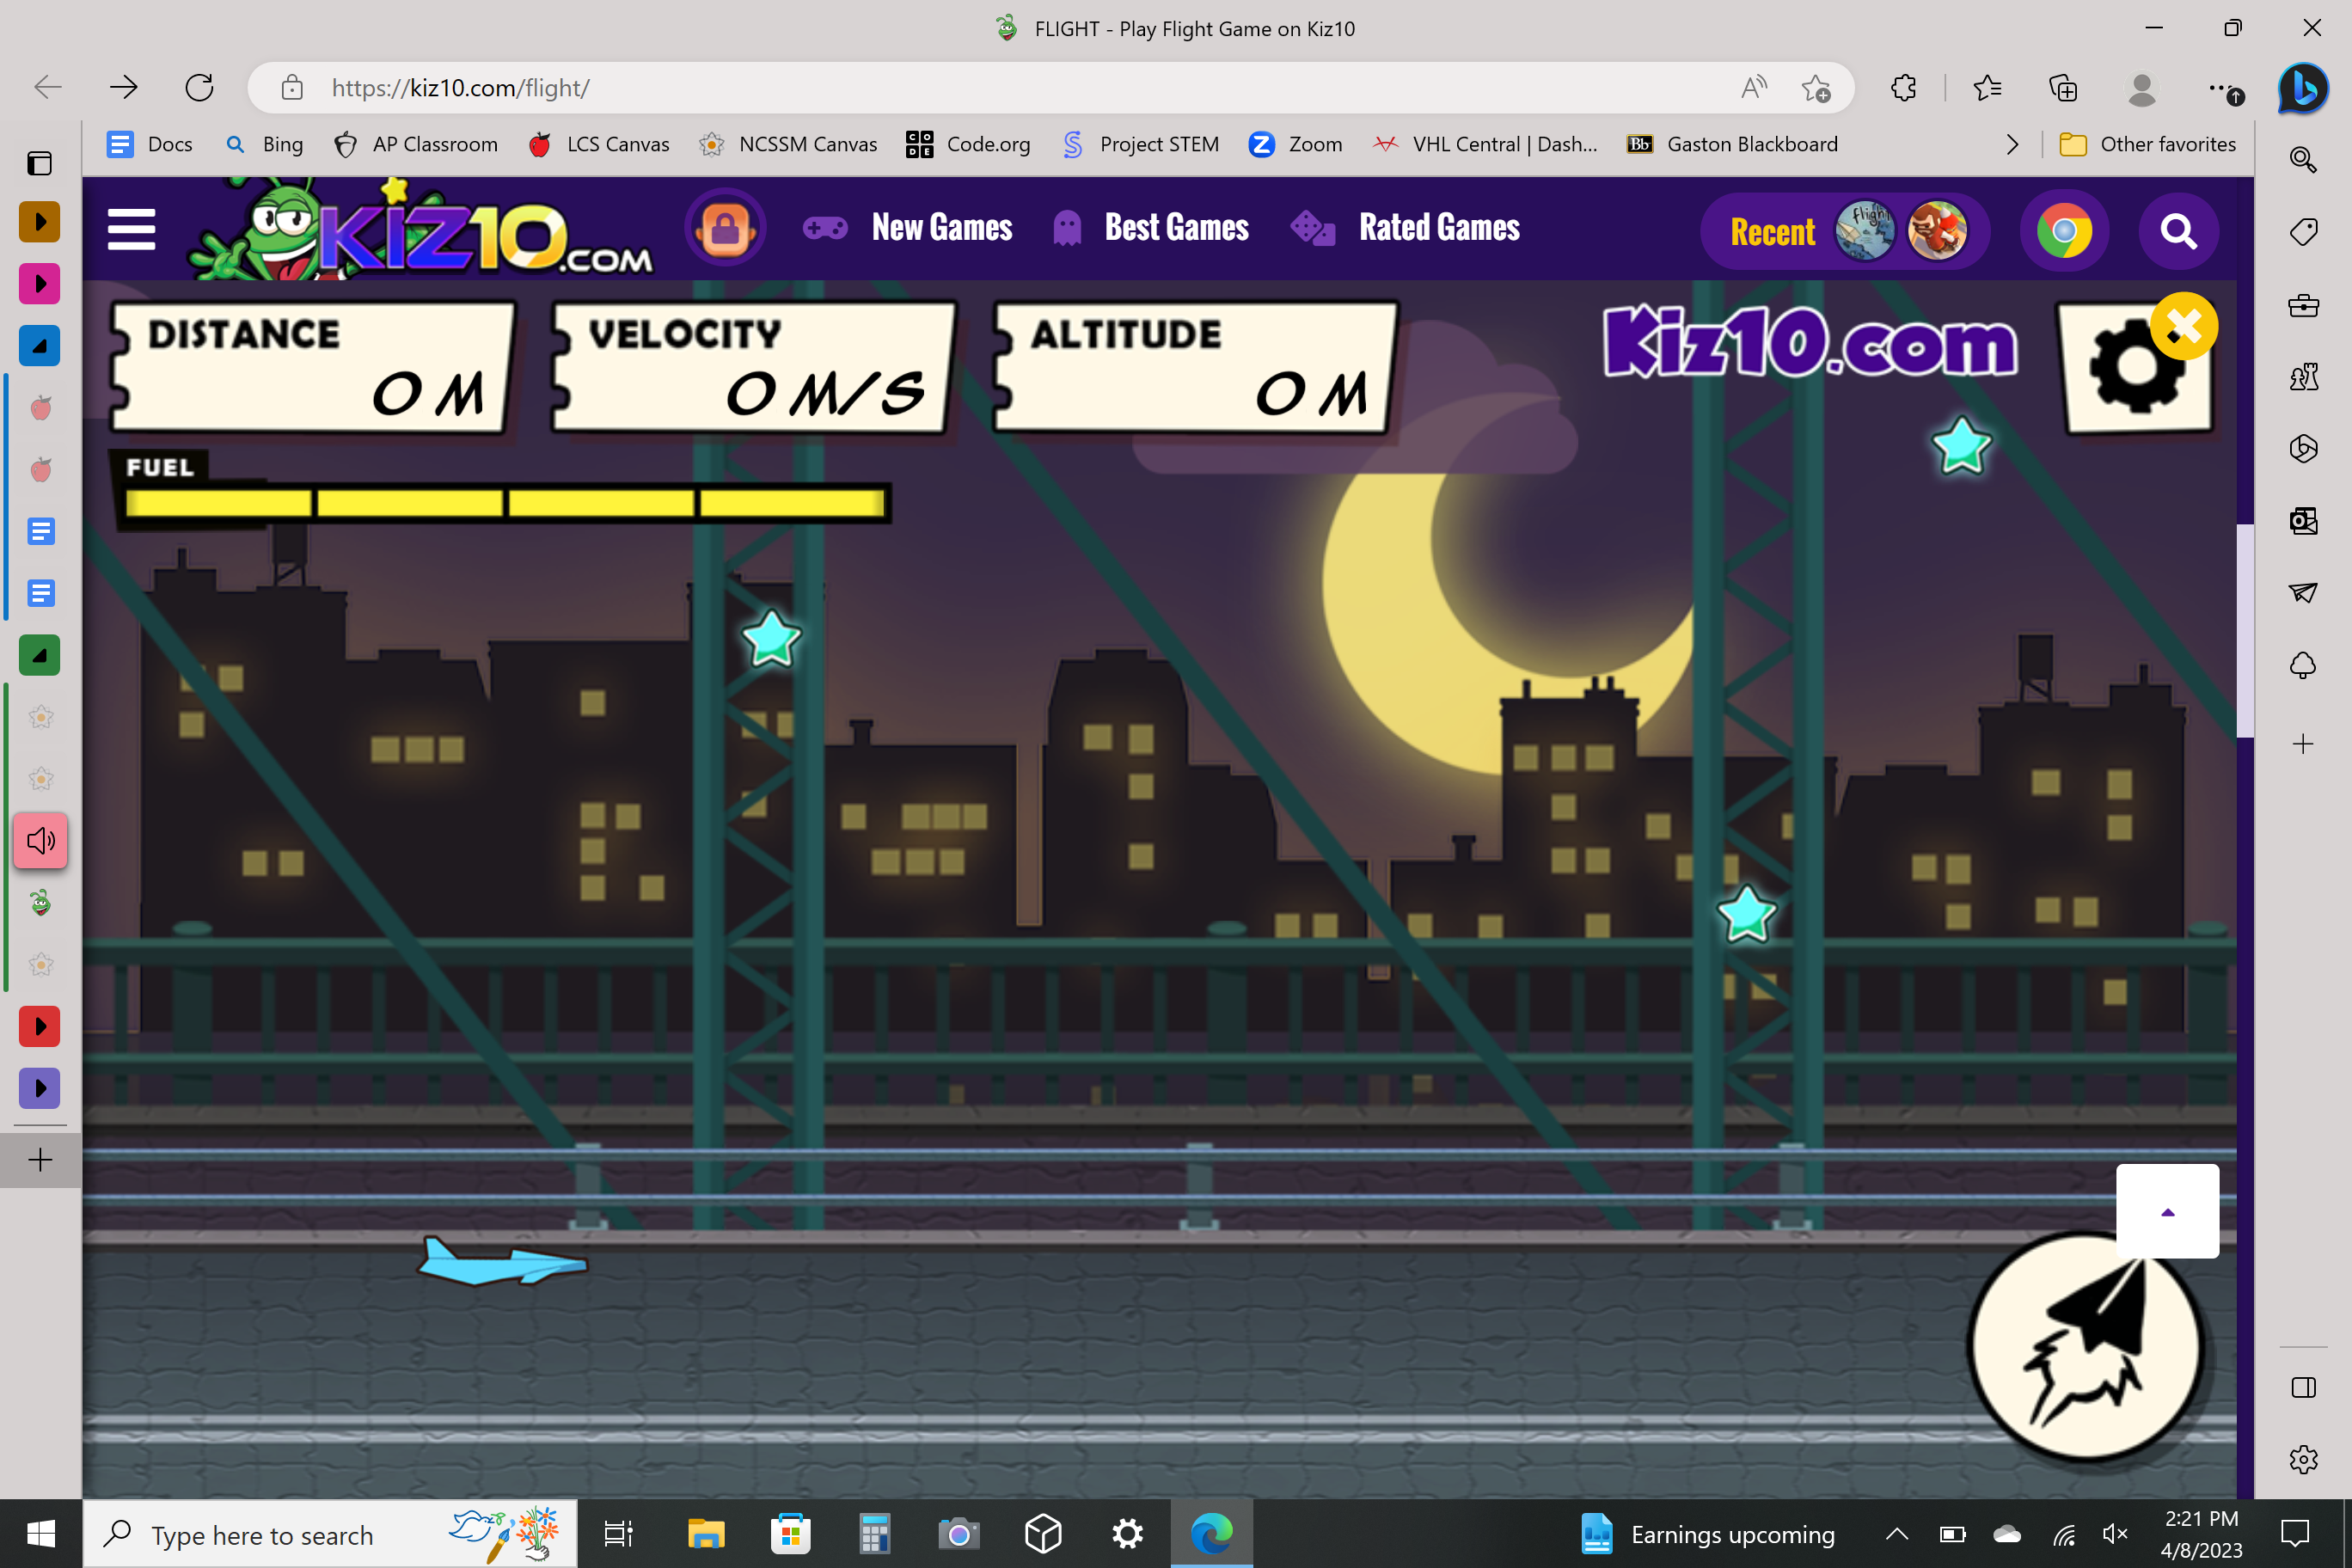 FLIGHT - Play Flight Game on Kiz10
https://kiz10.com/flight/
Docs
Bing
AP Classroom
CODE
LCS Canvas
NCSSM Canvas
Code.org
Project STEM
Zoom
VHL Central | Dash...
Bb
Gaston Blackboard
Other favorites
KIZ10.COM
New Games
Best Games
Rated Games
Recent
flight
DISTANCE
0 M
VELOCITY
0 M/S
ALTITUDE
0 M
Kiz10.com
FUEL
Type here to search
Earnings upcoming
2:21 PM
4/8/2023